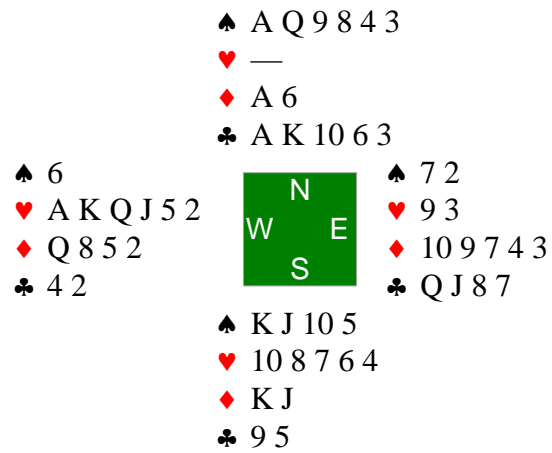 ♠ A Q 9 8 4 3
♥ —
♦ A 6
♣ A K 10 6 3
♠ 6
♥ A K Q J 5 2
♦ Q 8 5 2
♣ 4 2
N
W E
S
♠ 7 2
♥ 9 3
♦ 10 9 7 4 3
♣ Q J 8 7
♠ K J 10 5
♥ 10 8 7 6 4
♦ K J
♣ 9 5